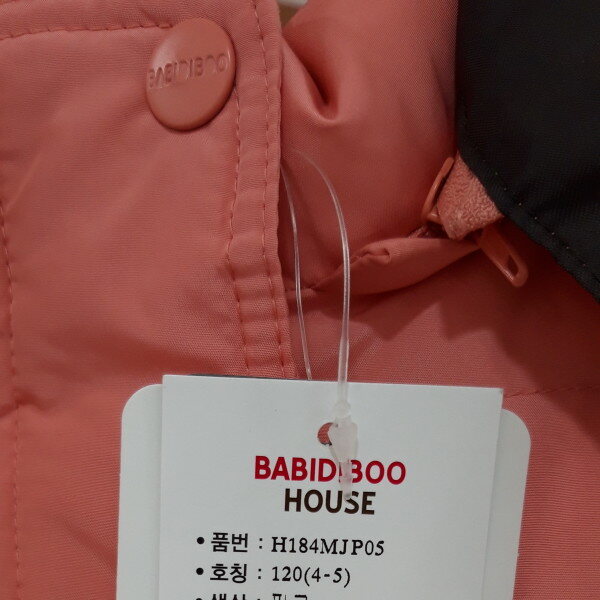 BABIDIBOO
BABIDIBOO
HOUSE
• 품번 : H184MJP05
• 호칭 : 120(4-5)